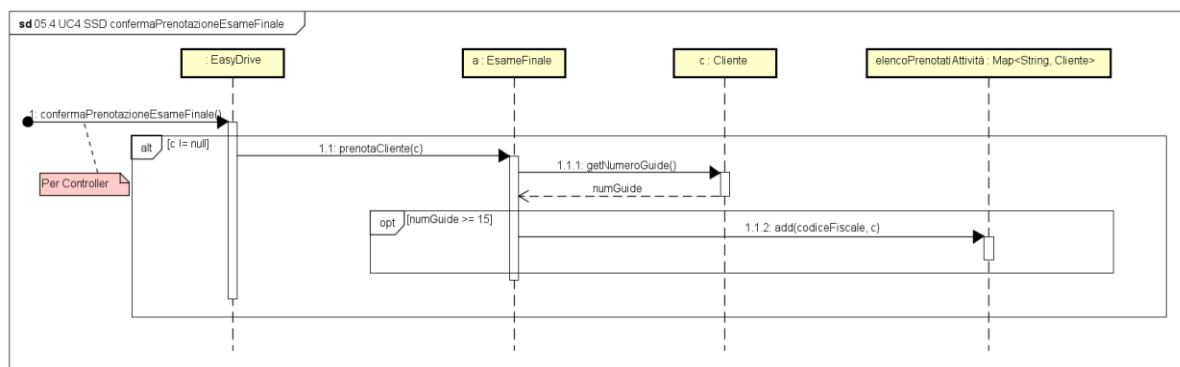 sd 05.4 UC4 SSD confermaPrenotazioneEsameFinale
: EasyDrive
a : EsameFinale
c : Cliente
elencoPrenotatiAttività : Map<String, Cliente>
1: confermaPrenotazioneEsameFinale()
alt
[c != null]
1.1: prenotaCliente(c)
1.1.1: getNumeroGuide()
Per Controller
numGuide
opt
[numGuide >= 15]
1.1.2: add(codiceFiscale, c)